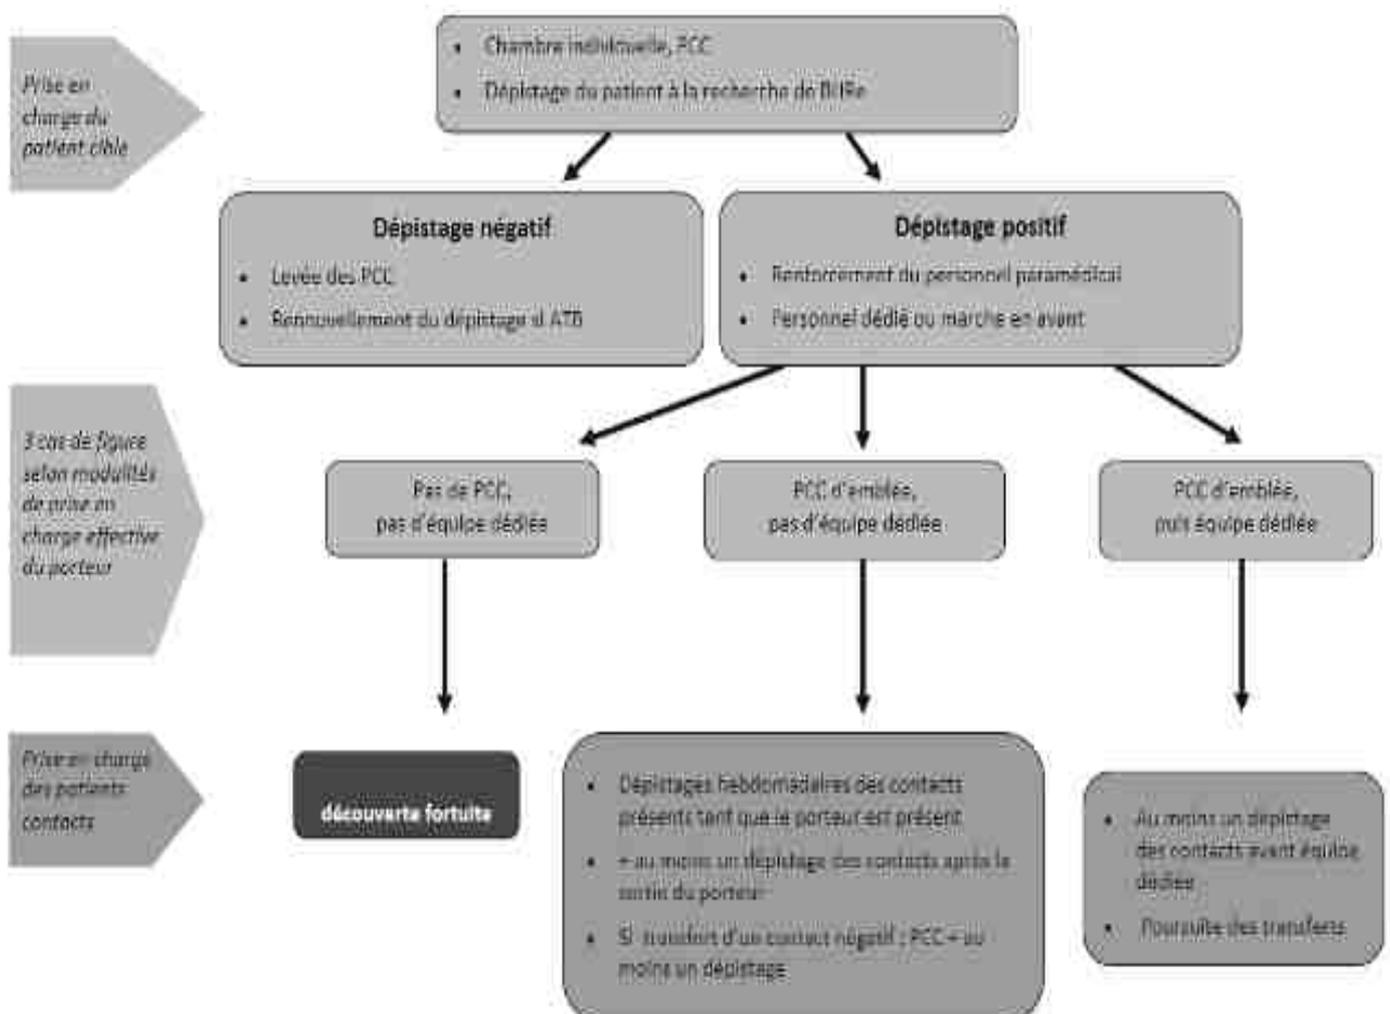 Prise en
charge du
patient cible
• Chambre individuelle, PCC
• Dépistage du patient à la recherche de BHRe
Dépistage négatif
• Levée des PCC
• Rennouvellement du dépistage si ATB
Dépistage positif
• Renforcement du personnel paramédical
• Personnel dédié ou marche en avant
3 cas de figure
selon modalités
de prise en
charge effective
du porteur
Pas de PCC,
pas d'équipe dédiée
PCC d'emblée,
pas d'équipe dédiée
PCC d'emblée,
puis équipe dédiée
Prise en charge
des patients
contacts
découverte fortuite
• Dépistages hebdomadaires des contacts
présents tant que le porteur est présent
• + au moins un dépistage des contacts après la
sortie du porteur
• Si transfert d'un contact négatif : PCC + au
moins un dépistage
• Au moins un dépistage
des contacts avant équipe
dédiée
• Poursuite des transferts